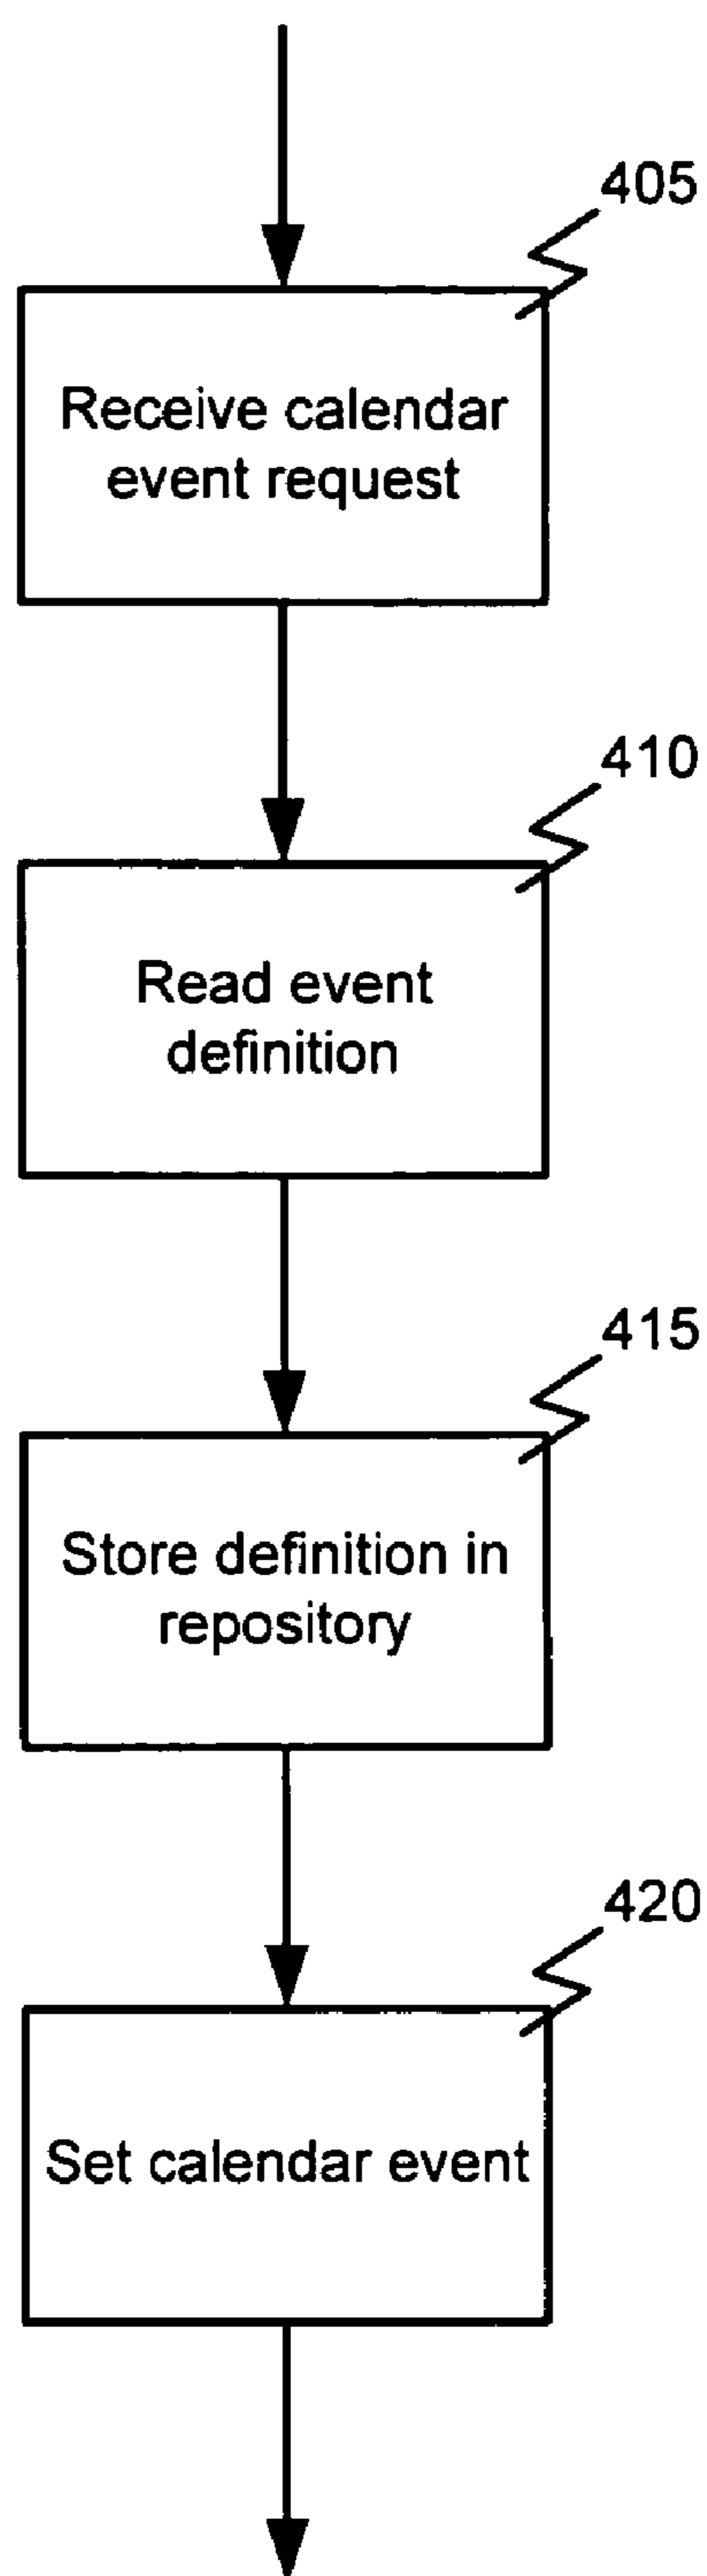 405
Receive calendar
event request
410
Read event
definition
415
Store definition in
repository
420
Set calendar event